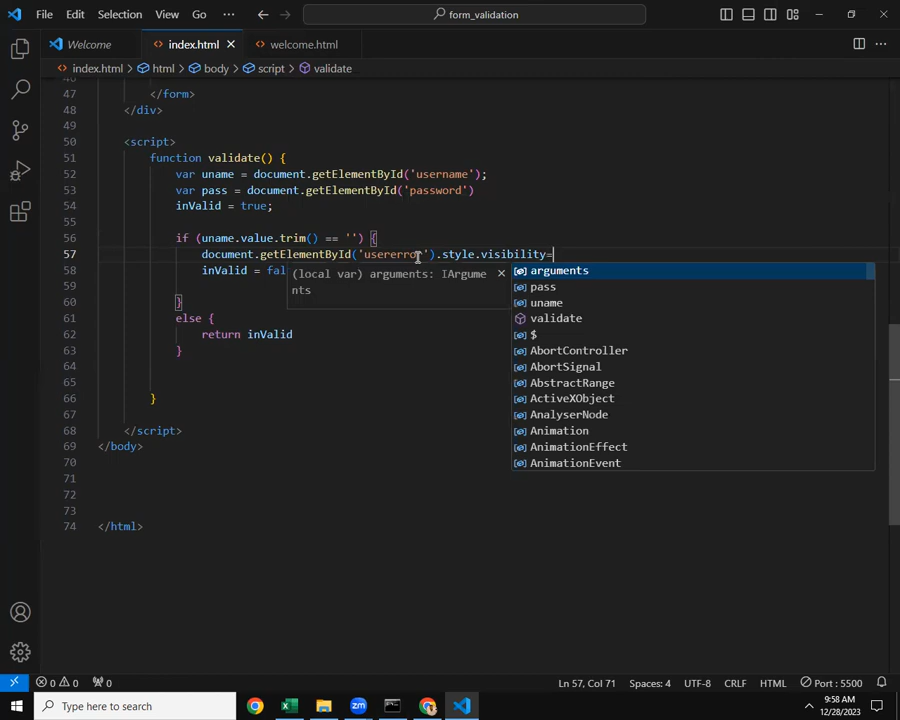 File Edit Selection View Go ··· form_validation
Welcome index.html welcome.html
index.html > html > body > script > validate
47 </form>
48 </div>
49
50 <script>
51 function validate() {
52 var uname = document.getElementById('username');
53 var pass = document.getElementById('password')
54 inValid = true;
55
56 if (uname.value.trim() == '') {
57 document.getElementById('usererror').style.visibility=
58 inValid = fal
(local var) arguments: IArgume
nts
arguments
pass
uname
validate
$
AbortController
AbortSignal
AbstractRange
ActiveXObject
AnalyserNode
Animation
AnimationEffect
AnimationEvent
59
60 }
61 else {
62 return inValid
63 }
64
65
66 }
67
68 </script>
69 </body>
70
71
72
73
74 </html>
0 0 0 Ln 57, Col 71 Spaces: 4 UTF-8 CRLF HTML Port : 5500
Type here to search
zm
9:58 AM
12/28/2023